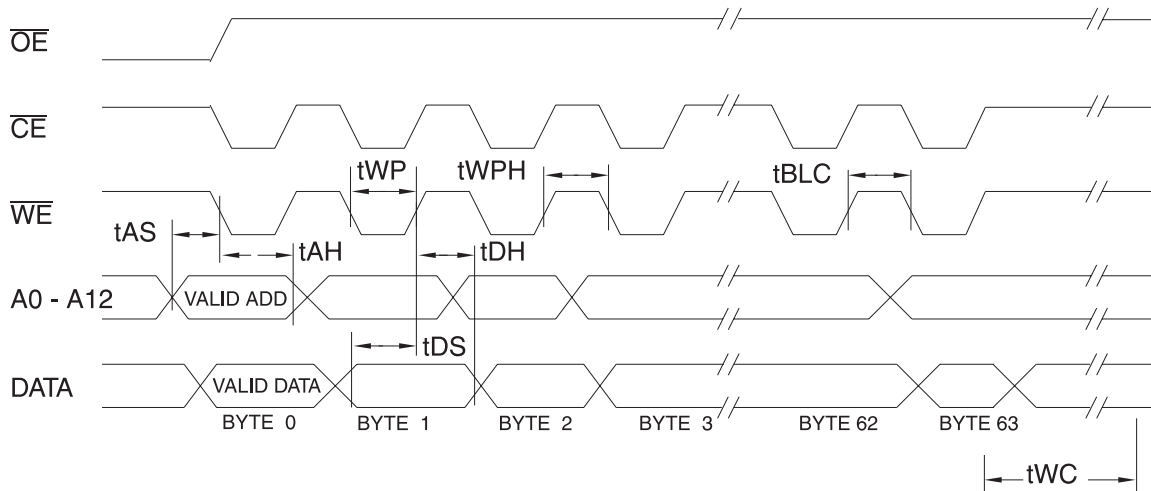 OE
CE
tWP
tWPH
tBLC
WE
tAS
tAH
tDH
A0 - A12
VALID ADD
tDS
DATA
VALID DATA
BYTE 0
BYTE 1
BYTE 2
BYTE 3
BYTE 62
BYTE 63
tWC